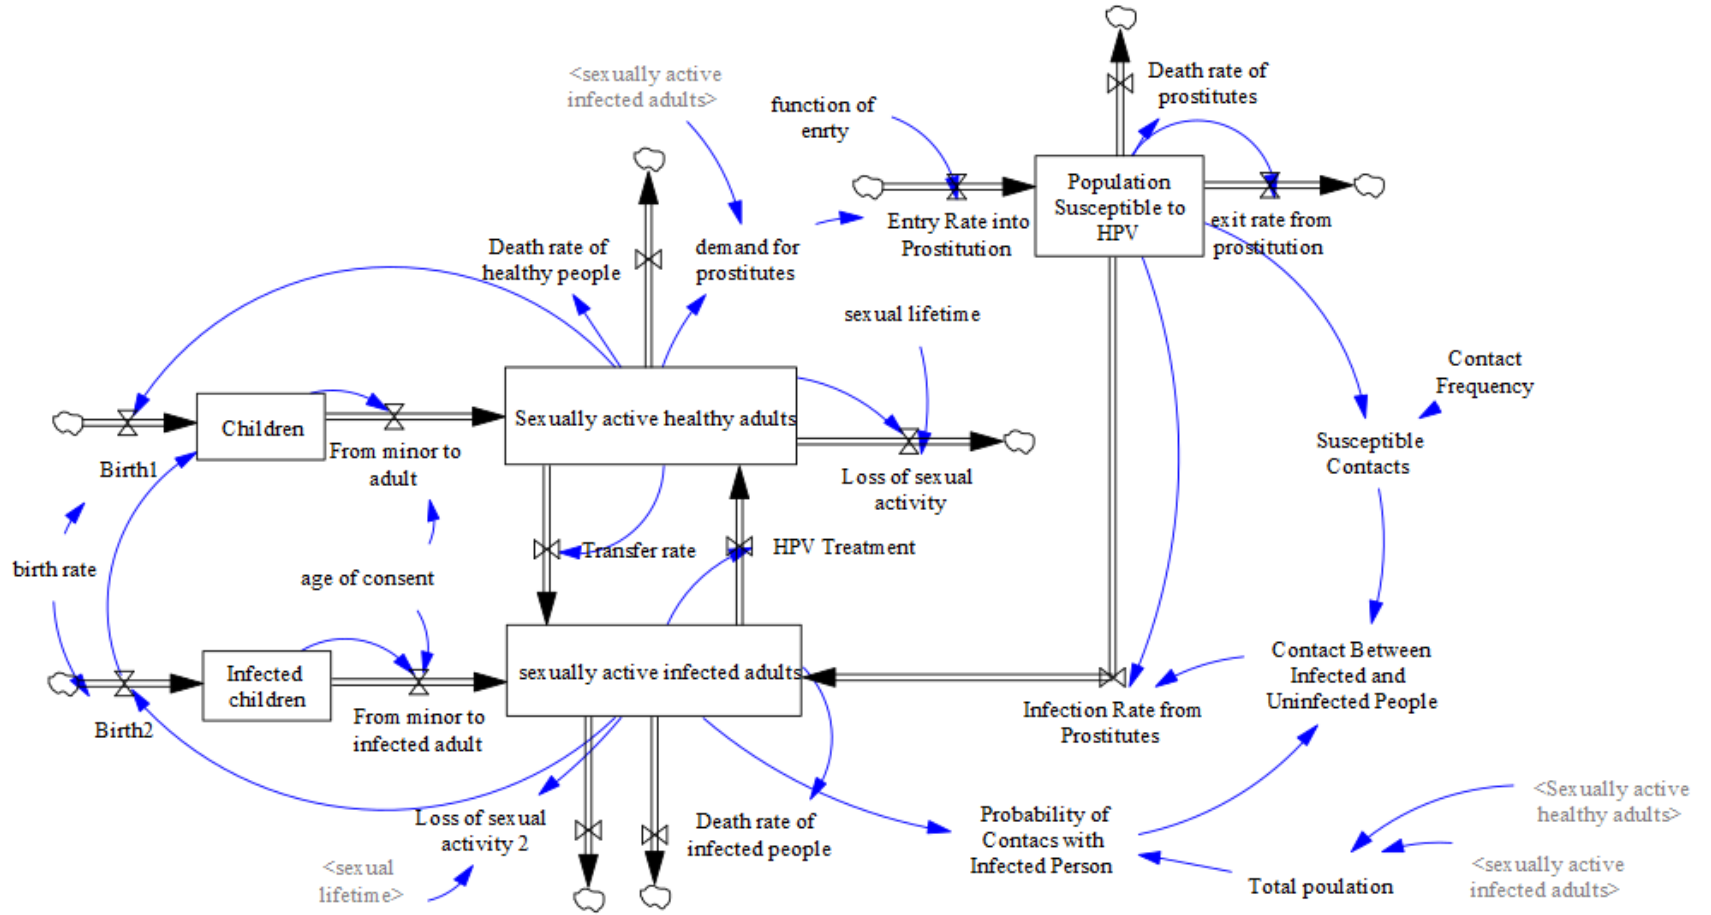 <sexually active
infected adults>
function of
enrty
Death rate of
prostitutes
Population
Susceptible to
HPV
Entry Rate into
Prostitution
exit rate from
prostitution
Death rate of
healthy people
demand for
prostitutes
sexual lifetime
Contact
Frequency
Children
Sexually active healthy adults
From minor to
adult
Birth1
Loss of sexual
activity
Susceptible
Contacts
Transfer rate
HPV Treatment
birth rate
age of consent
Infected
children
sexually active infected adults
Contact Between
Infected and
Uninfected People
Birth2
From minor to
infected adult
Infection Rate from
Prostitutes
Loss of sexual
activity 2
Death rate of
infected people
Probability of
Contacs with
Infected Person
<Sexually active
healthy adults>
<sexual
lifetime>
Total poulation
<sexually active
infected adults>